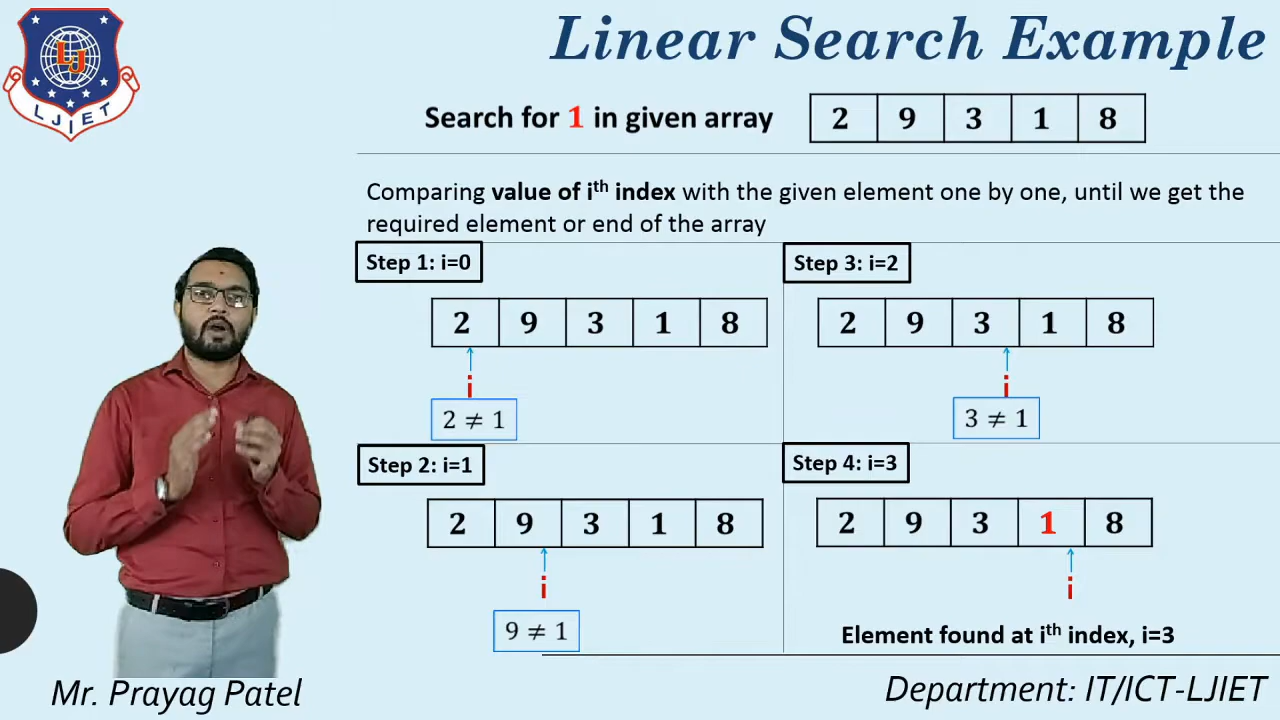 LJ
LJIET
Linear Search Example
Search for 1 in given array
2 9 3 1 8
Comparing value of iᵗʰ index with the given element one by one, until we get the
required element or end of the array
Step 1: i=0
2 9 3 1 8
i
2 ≠ 1
Step 2: i=1
2 9 3 1 8
i
9 ≠ 1
Step 3: i=2
2 9 3 1 8
i
3 ≠ 1
Step 4: i=3
2 9 3 1 8
i
Element found at iᵗʰ index, i=3
Mr. Prayag Patel
Department: IT/ICT-LJIET